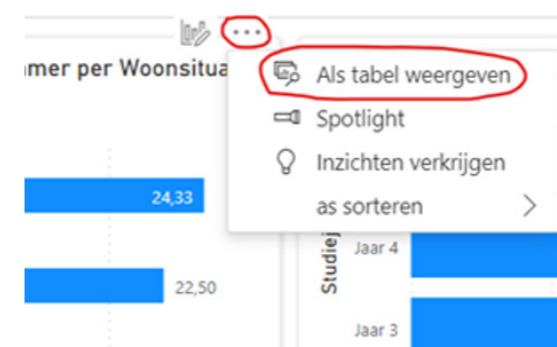 mer per Woonsitua
Als tabel weergeven
Spotlight
Inzichten verkrijgen
as sorteren
24,33
22,50
Studiej
Jaar 4
Jaar 3